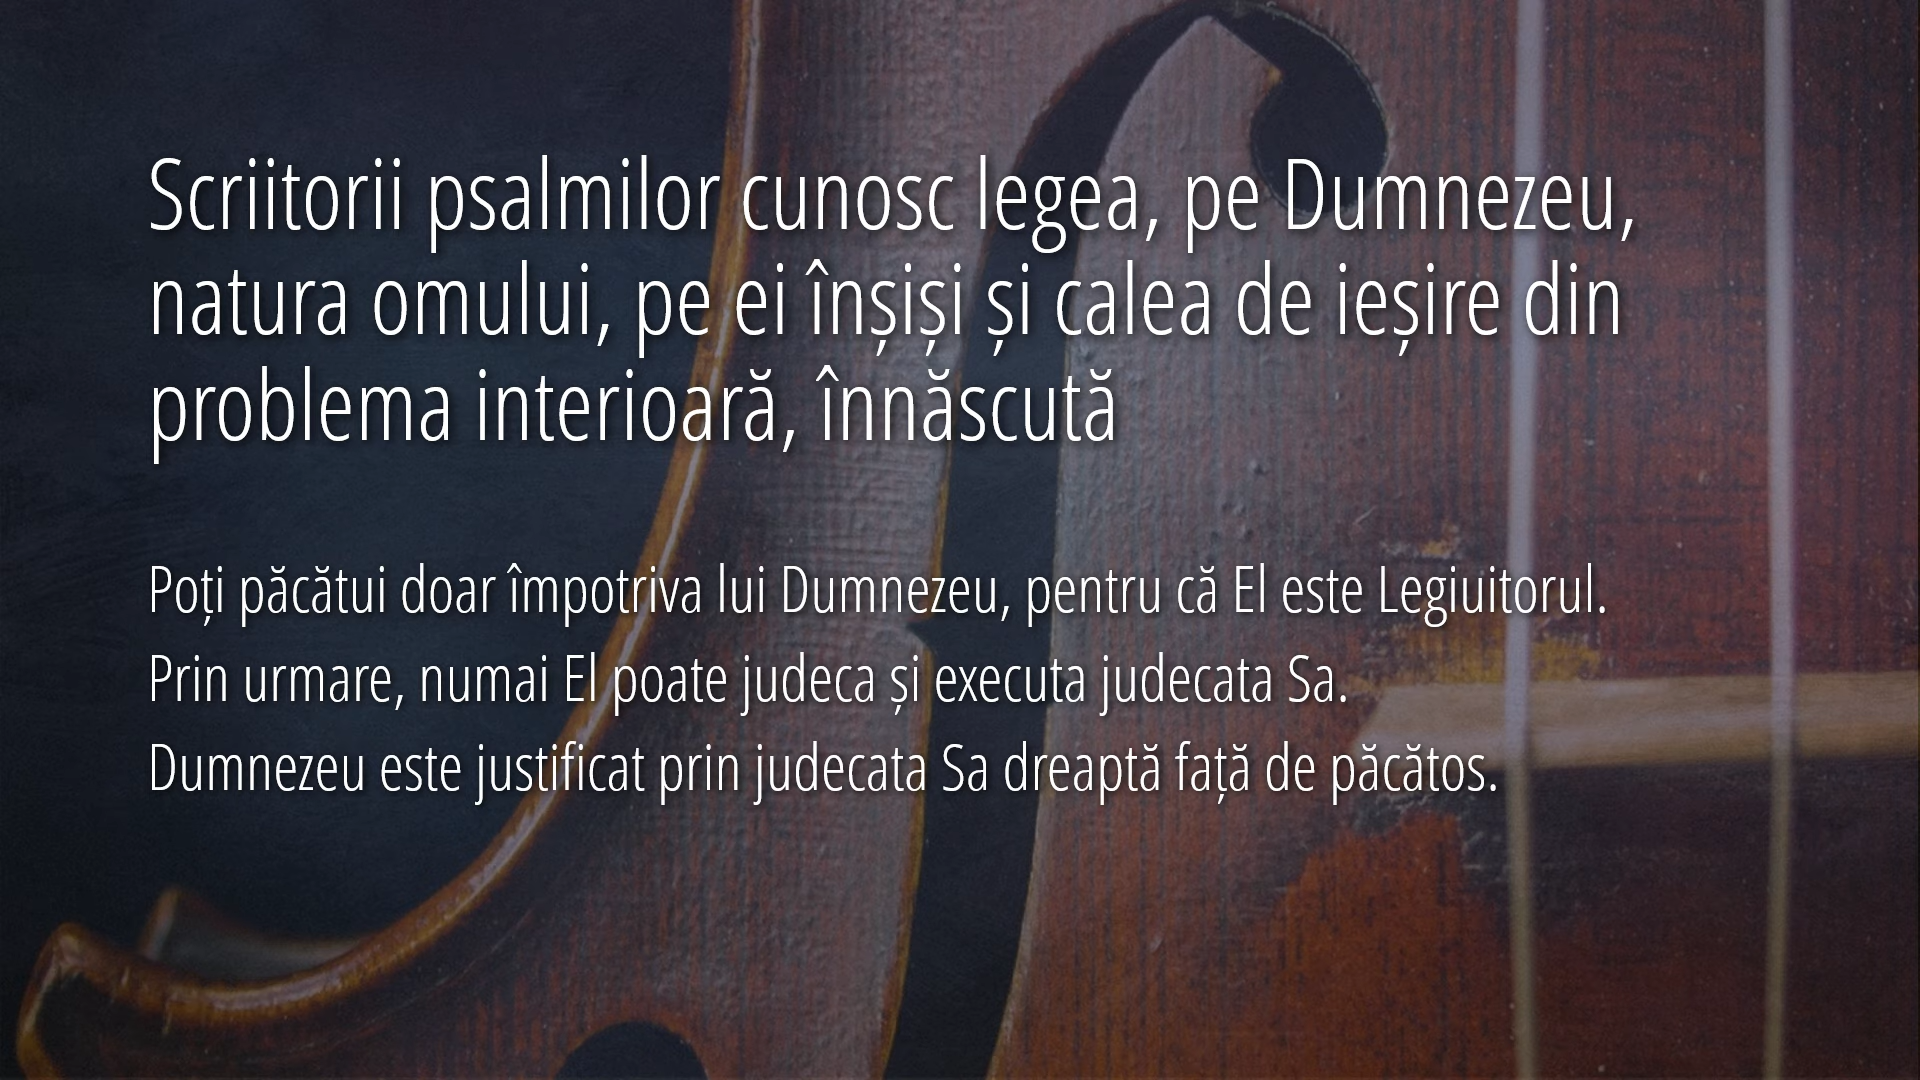 Scriitorii psalmilor cunosc legea, pe Dumnezeu,
natura omului, pe ei înșiși și calea de ieșire din
problema interioară, înnăscută
Poți păcătui doar împotriva lui Dumnezeu, pentru că El este Legiuitorul.
Prin urmare, numai El poate judeca și executa judecata Sa.
Dumnezeu este justificat prin judecata Sa dreaptă față de păcătos.